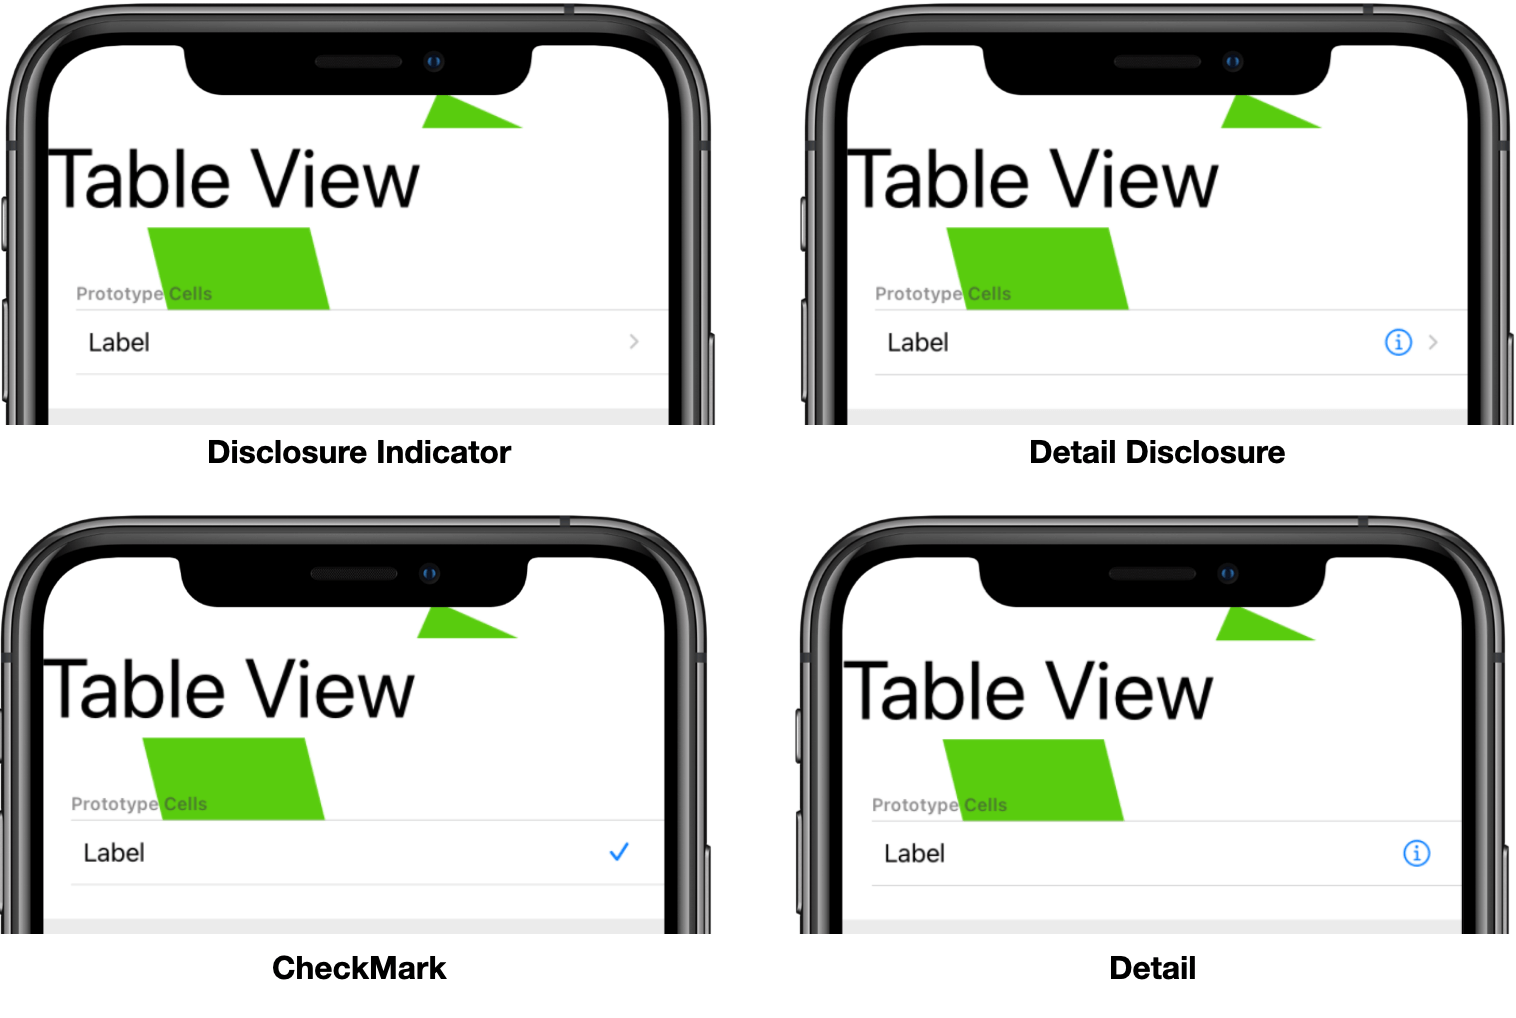 Table View
Prototype Cells
Label
Disclosure Indicator
Table View
Prototype Cells
Label
Detail Disclosure
Table View
Prototype Cells
Label
CheckMark
Table View
Prototype Cells
Label
Detail